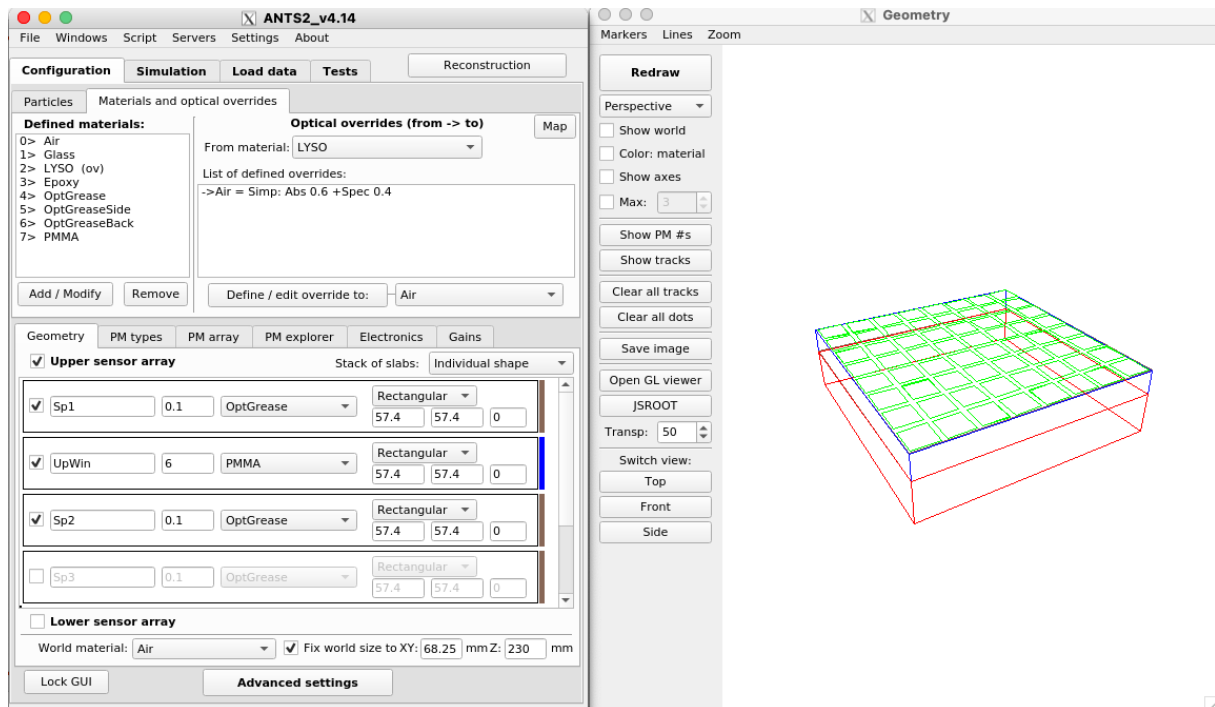 ANTS2_v4.14
File Windows Script Servers Settings About
Configuration Simulation Load data Tests Reconstruction
Particles Materials and optical overrides
Defined materials:
0> Air
1> Glass
2> LYSO (ov)
3> Epoxy
4> OptGrease
5> OptGreaseSide
6> OptGreaseBack
7> PMMA
Add / Modify Remove
Optical overrides (from -> to) Map
From material: LYSO
List of defined overrides:
->Air = Simp: Abs 0.6 +Spec 0.4
Define / edit override to: Air
Geometry PM types PM array PM explorer Electronics Gains
Upper sensor array Stack of slabs: Individual shape
Sp1 0.1 OptGrease Rectangular
57.4 57.4 0
UpWin 6 PMMA Rectangular
57.4 57.4 0
Sp2 0.1 OptGrease Rectangular
57.4 57.4 0
Sp3 0.1 OptGrease Rectangular
57.4 57.4 0
Lower sensor array
World material: Air Fix world size to XY: 68.25 mm Z: 230 mm
Lock GUI Advanced settings
Geometry
Markers Lines Zoom
Redraw
Perspective
Show world
Color: material
Show axes
Max: 3
Show PM #s
Show tracks
Clear all tracks
Clear all dots
Save image
Open GL viewer
JSROOT
Transp: 50
Switch view:
Top
Front
Side